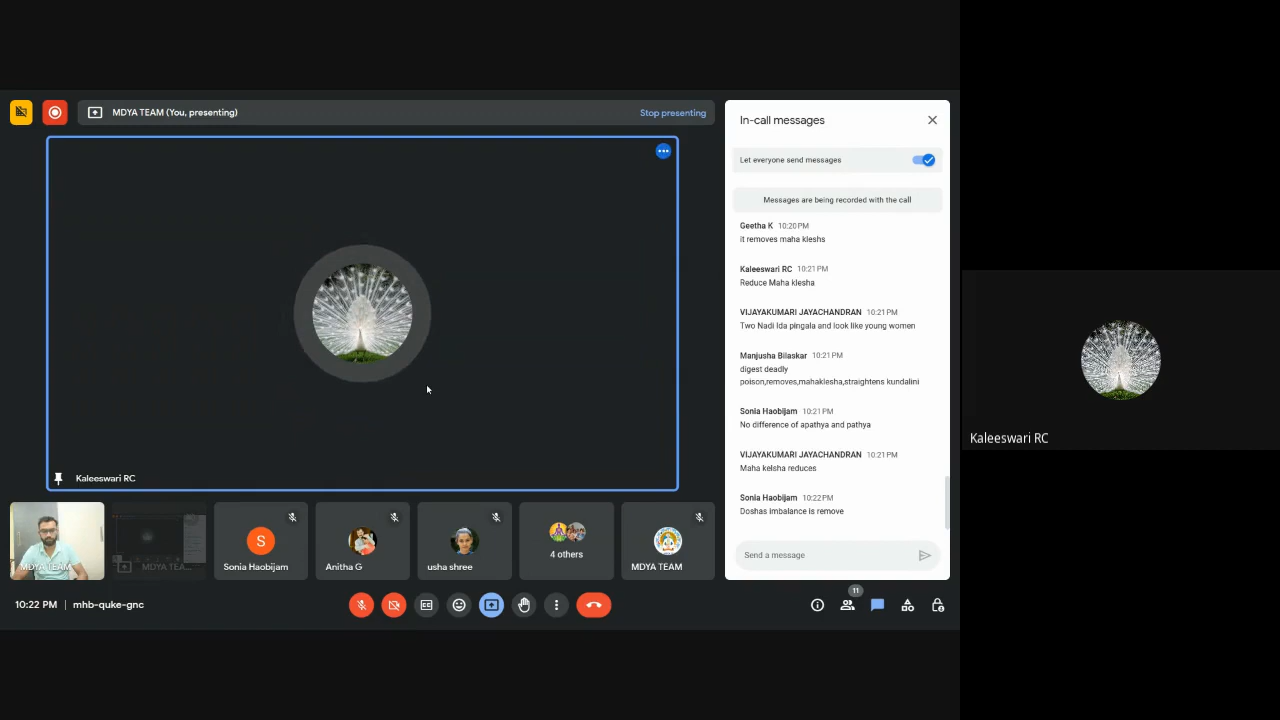 MDYA TEAM (You, presenting)
Stop presenting
Kaleeswari RC
MDYA TEAM
MDYA TEA...
S
Sonia Haobijam
Anitha G
usha shree
4 others
MDYA TEAM
10:22 PM | mhb-quke-gnc
11
In-call messages
Let everyone send messages
Messages are being recorded with the call
Geetha K 10:20 PM
it removes maha kleshs
Kaleeswari RC 10:21 PM
Reduce Maha klesha
VIJAYAKUMARI JAYACHANDRAN 10:21 PM
Two Nadi Ida pingala and look like young women
Manjusha Bilaskar 10:21 PM
digest deadly
poison,removes,mahaklesha,straightens kundalini
Sonia Haobijam 10:21 PM
No difference of apathya and pathya
VIJAYAKUMARI JAYACHANDRAN 10:21 PM
Maha kelsha reduces
Sonia Haobijam 10:22 PM
Doshas imbalance is remove
Send a message
Kaleeswari RC